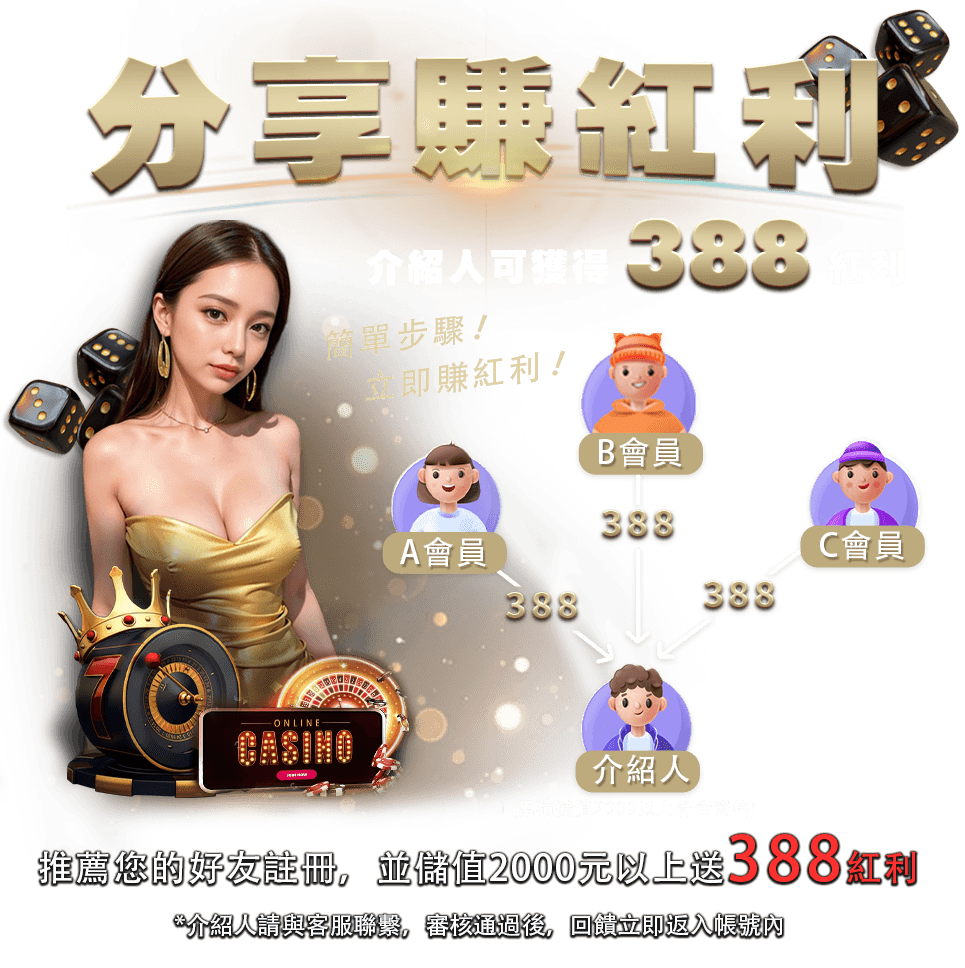 分享賺紅利
介紹人可獲得 388 紅利
簡單步驟！
立即賺紅利！
B會員
A會員
C會員
388
388
388
7
ONLINE
CASINO
JOIN NOW
介紹人
推薦您的好友註冊，並儲值2000元以上送388紅利
*介紹人請與客服聯繫，審核通過後，回饋立即返入帳號內